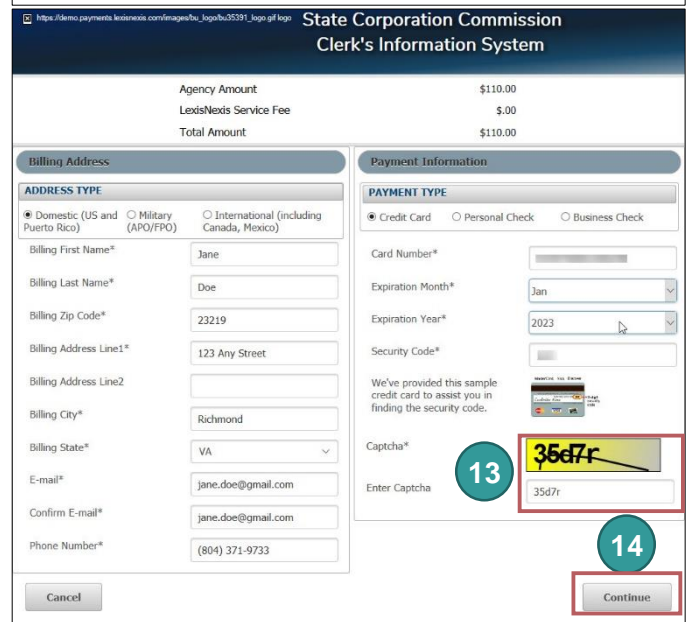 https://demo.payments.lexisnexis.com/images/bu_logo/bu35391_logo.gif logo
State Corporation Commission
Clerk's Information System
Agency Amount $110.00
LexisNexis Service Fee $.00
Total Amount $110.00
Billing Address
ADDRESS TYPE
Domestic (US and Puerto Rico)
Military (APO/FPO)
International (including Canada, Mexico)
Billing First Name* Jane
Billing Last Name* Doe
Billing Zip Code* 23219
Billing Address Line1* 123 Any Street
Billing Address Line2
Billing City* Richmond
Billing State* VA
E-mail* jane.doe@gmail.com
Confirm E-mail* jane.doe@gmail.com
Phone Number* (804) 371-9733
Cancel
Payment Information
PAYMENT TYPE
Credit Card Personal Check Business Check
Card Number*
Expiration Month* Jan
Expiration Year* 2023
Security Code*
We've provided this sample
credit card to assist you in
finding the security code.
Captcha* 35d7r
13
Enter Captcha 35d7r
14
Continue